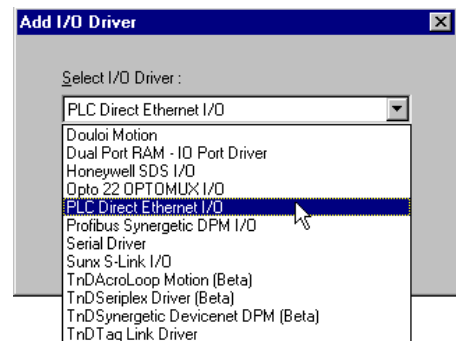 Add I/O Driver
Select I/O Driver :
PLC Direct Ethernet I/O
Douloi Motion
Dual Port RAM - IO Port Driver
Honeywell SDS I/O
Opto 22 OPTOMUX I/O
PLC Direct Ethernet I/O
Profibus Synergetic DPM I/O
Serial Driver
Sunx S-Link I/O
TnDAcroLoop Motion (Beta)
TnDSeriplex Driver (Beta)
TnDSynergetic Devicenet DPM (Beta)
TnDTag Link Driver